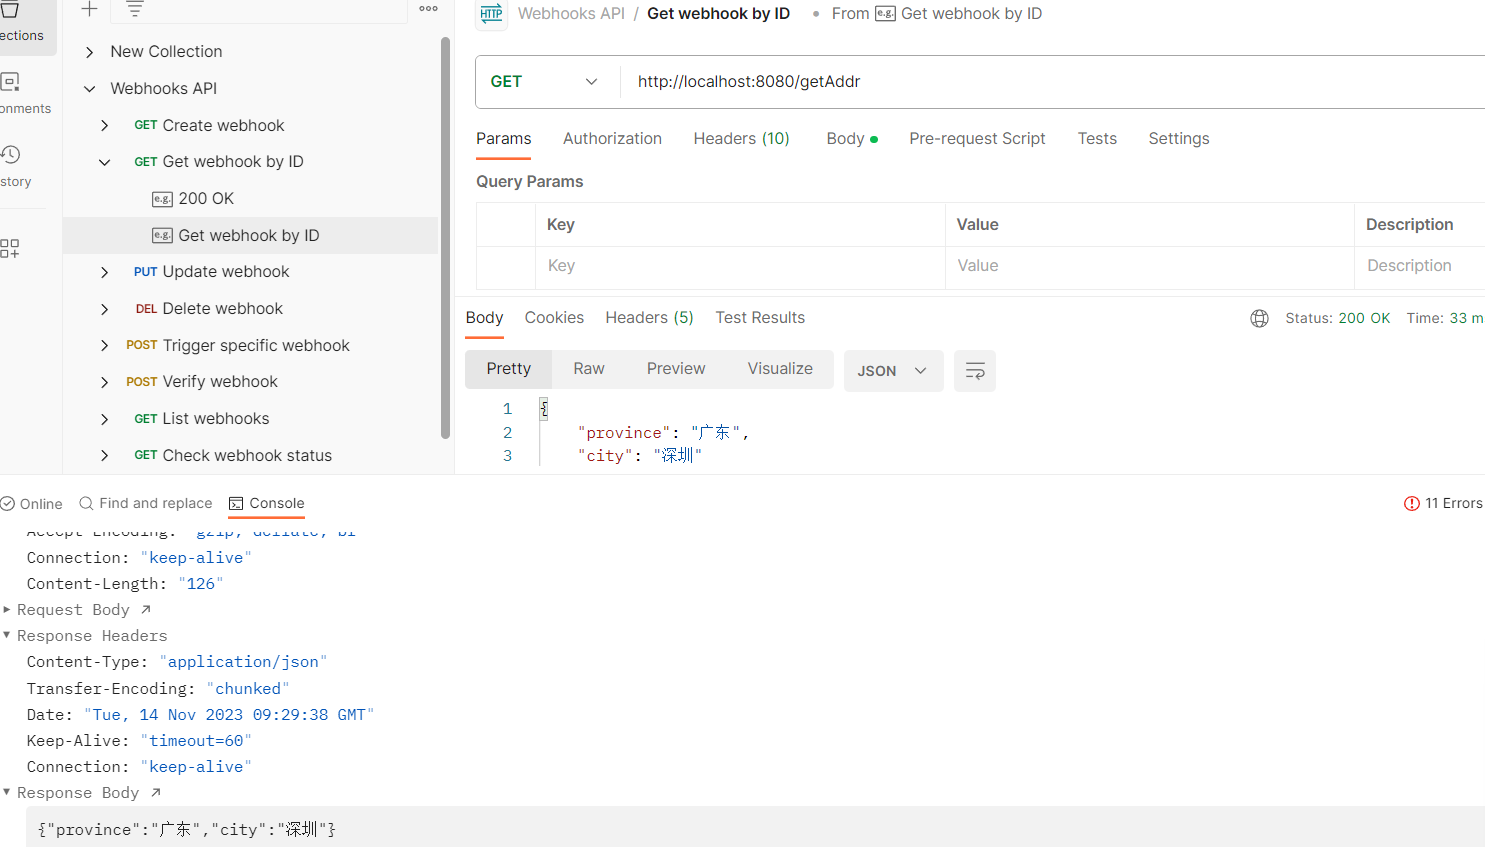 ections
onments
story
New Collection
Webhooks API
GET Create webhook
GET Get webhook by ID
e.g. 200 OK
e.g. Get webhook by ID
PUT Update webhook
DEL Delete webhook
POST Trigger specific webhook
POST Verify webhook
GET List webhooks
GET Check webhook status
HTTP Webhooks API / Get webhook by ID • From e.g. Get webhook by ID
GET http://localhost:8080/getAddr
Params Authorization Headers (10) Body Pre-request Script Tests Settings
Query Params
Key Value Description
Key Value Description
Body Cookies Headers (5) Test Results Status: 200 OK Time: 33 m
Pretty Raw Preview Visualize JSON
1 {
2 "province": "广东",
3 "city": "深圳"
Online Find and replace Console 11 Errors
Accept-Encoding: "gzip, deflate, br"
Connection: "keep-alive"
Content-Length: "126"
Request Body ↗
Response Headers
Content-Type: "application/json"
Transfer-Encoding: "chunked"
Date: "Tue, 14 Nov 2023 09:29:38 GMT"
Keep-Alive: "timeout=60"
Connection: "keep-alive"
Response Body ↗
{"province":"广东","city":"深圳"}